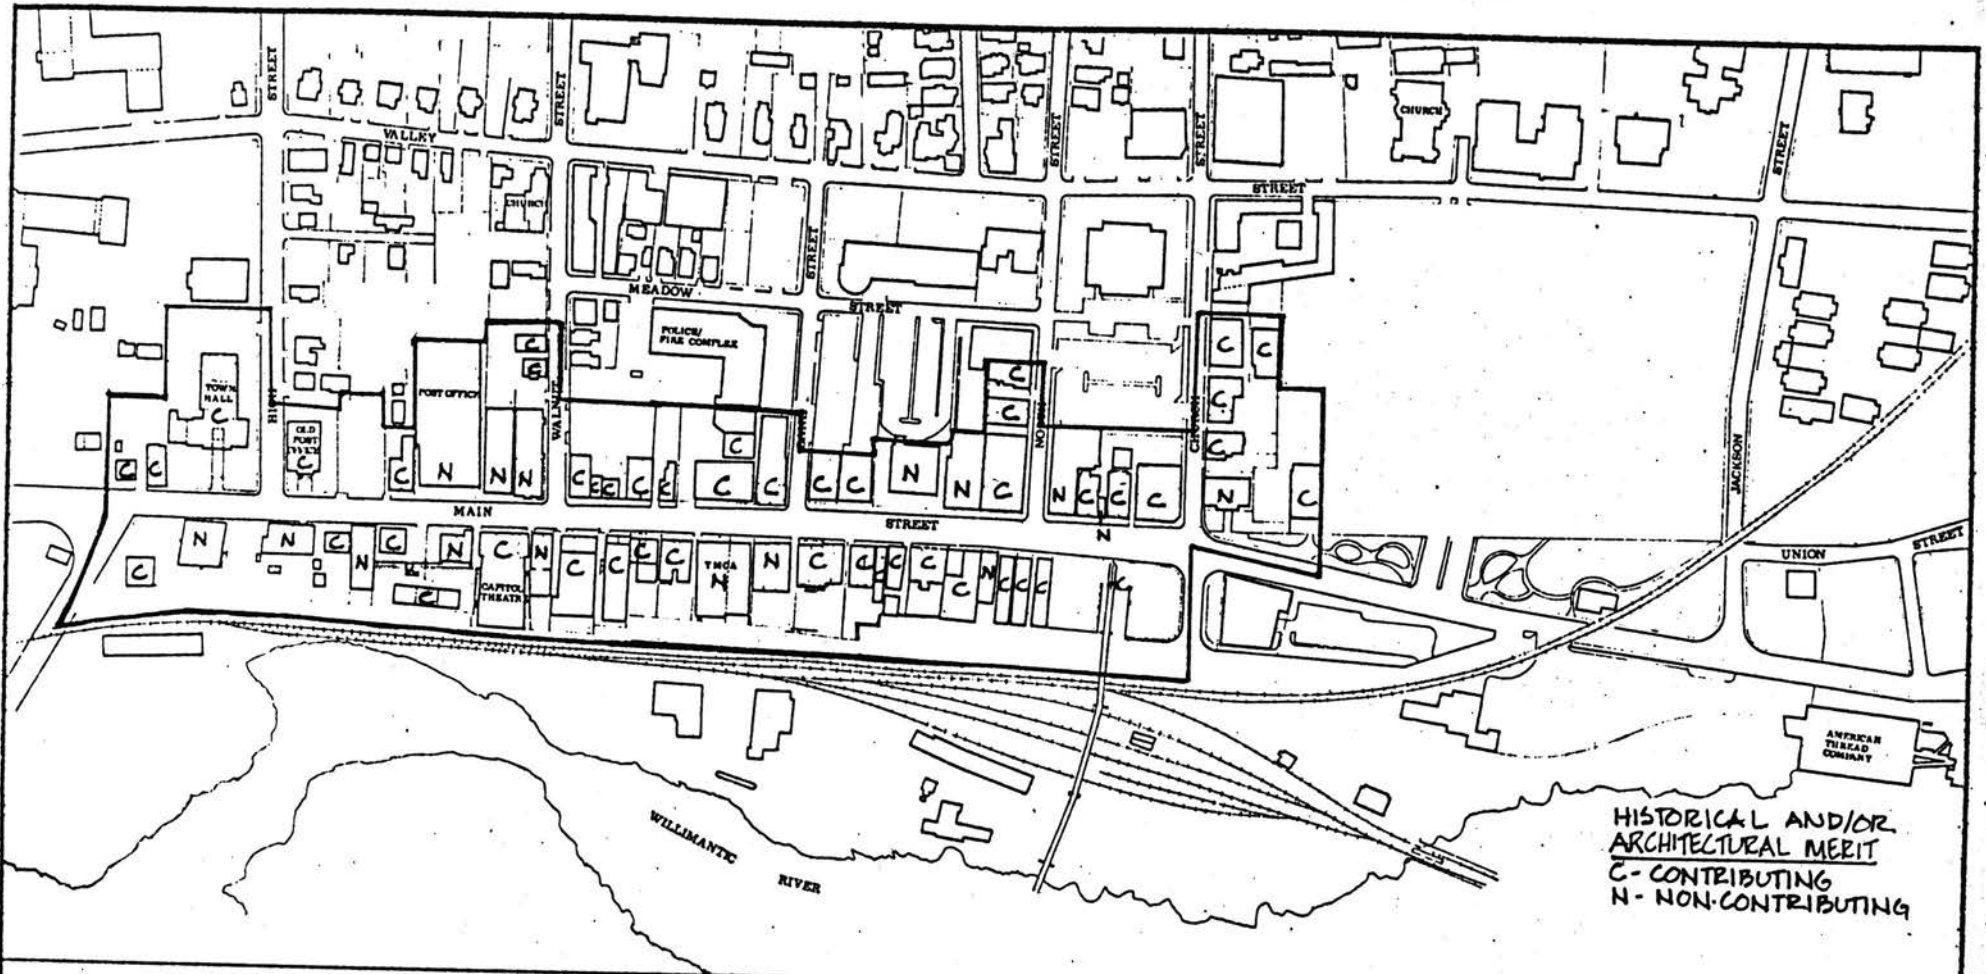 STREET
STREET
STREET
STREET
STREET
VALLEY
STREET
CHURCH
CHURCH
STREET
MEADOW
STREET
POLICE/
FIRE COMPLEX
TOWN
HALL
C
HIGH
OLD
POST
OFFICE
C
POST OFFICE
N
C
C
WALNUT
C
C
NORTH
CHURCH
C
C
C
C
JACKSON
C
C
C
N
N
C
C
C
C
C
C
C
C
C
C
C
N
N
C
N
C
C
C
N
N
C
MAIN
STREET
UNION
STREET
C
N
N
C
N
C
C
N
C
CAPITOL
THEATRE
N
C
C
C
C
YMCA
N
N
C
C
C
C
C
N
C
C
C
C
WILLIMANTIC
RIVER
AMERICAN
THREAD
COMPANY
HISTORICAL AND/OR
ARCHITECTURAL MERIT
C - CONTRIBUTING
N - NON-CONTRIBUTING